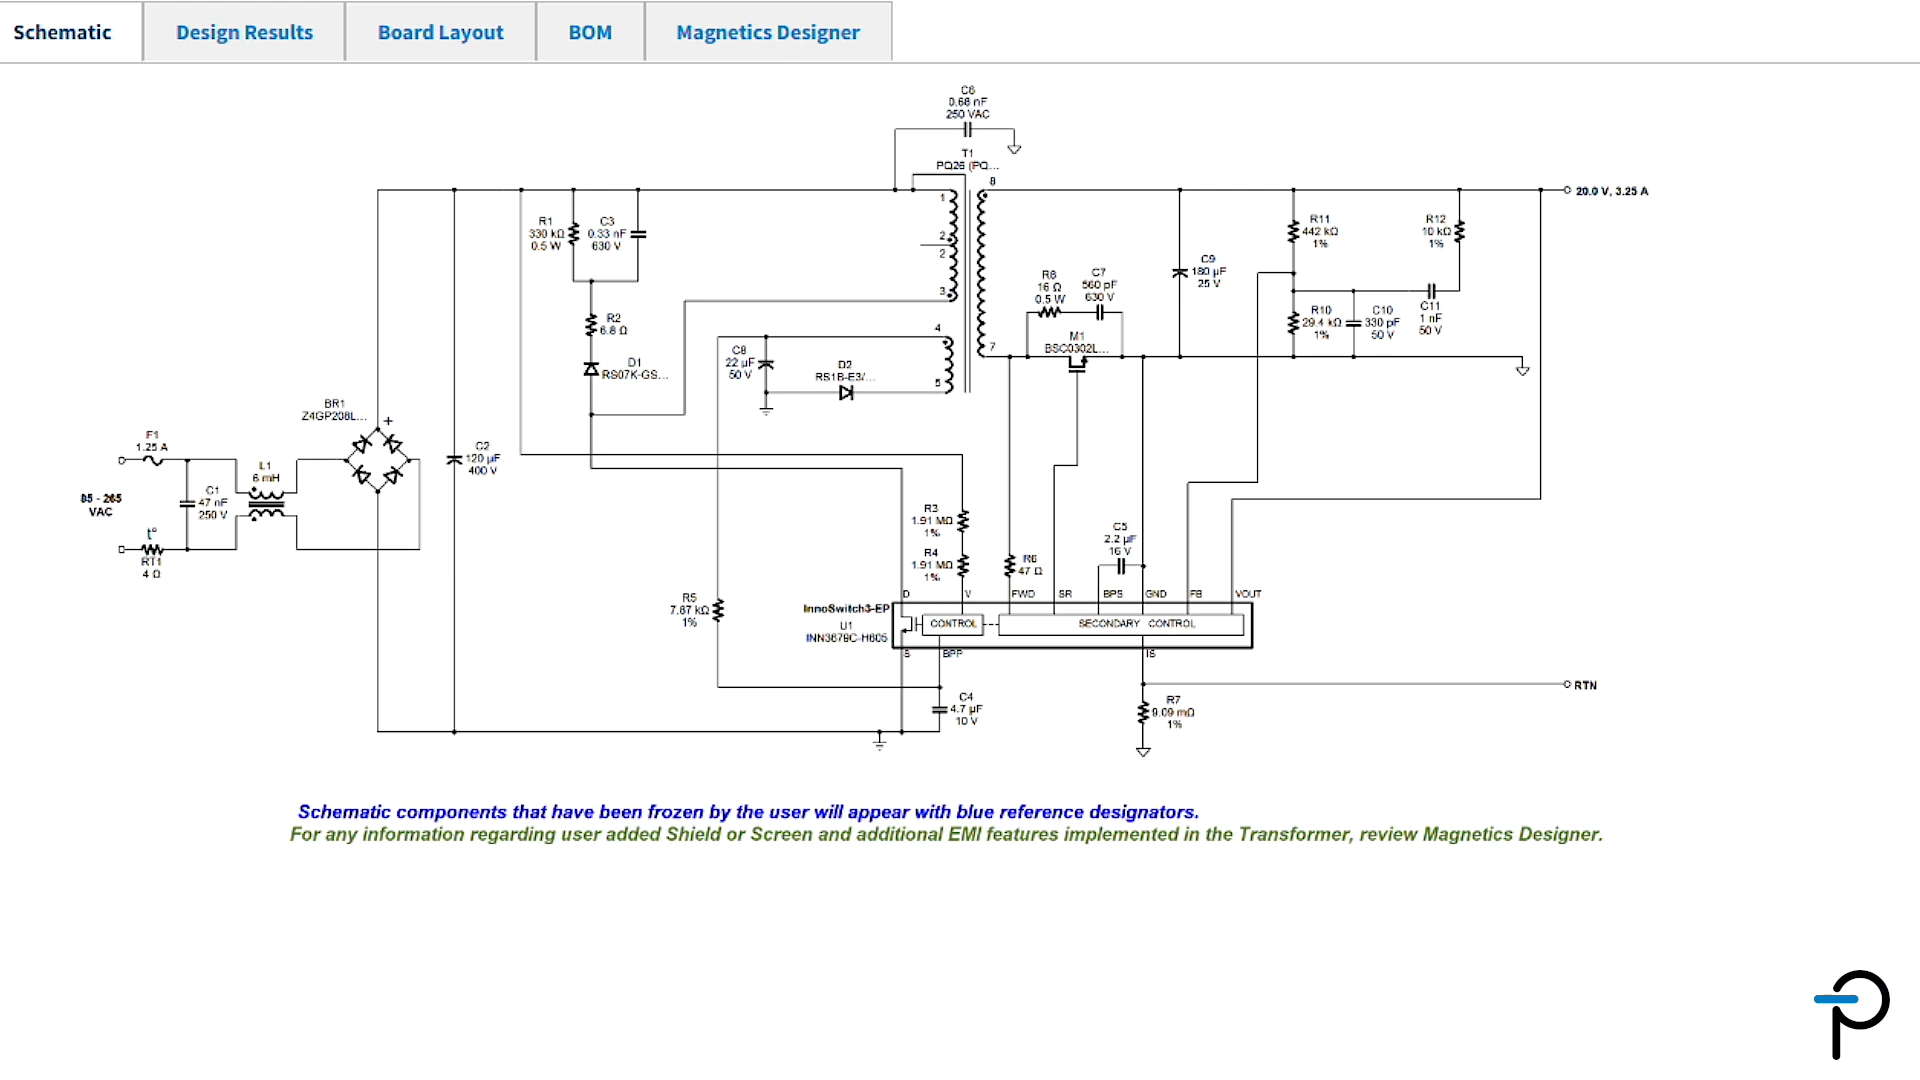 Schematic
Design Results
Board Layout
BOM
Magnetics Designer
C6
0.68 nF
250 VAC
T1
PQ26 (PQ...
8
20.0 V, 3.25 A
1
R1
330 kΩ
0.5 W
C3
0.33 nF
630 V
R11
442 kΩ
1%
R12
10 kΩ
1%
2
2
C9
180 µF
25 V
R8
16 Ω
0.5 W
C7
560 pF
630 V
3
R2
6.8 Ω
R10
29.4 kΩ
1%
C10
330 pF
50 V
C11
1 nF
50 V
4
M1
BSC0302L...
7
C8
22 µF
50 V
D2
RS1B-E3/...
D1
RS07K-GS...
5
BR1
Z4GP208L...
+
F1
1.25 A
C2
120 µF
400 V
L1
6 mH
85 - 265
VAC
C1
47 nF
250 V
R3
1.91 MΩ
1%
t°
RT1
4 Ω
R4
1.91 MΩ
1%
C5
2.2 µF
16 V
R6
47 Ω
D
V
FWD
SR
BPS
GND
FB
VOUT
R5
7.87 kΩ
1%
InnoSwitch3-EP
U1
INN3679C-H605
CONTROL
SECONDARY CONTROL
S
BPP
IS
RTN
C4
4.7 µF
10 V
R7
9.09 mΩ
1%
Schematic components that have been frozen by the user will appear with blue reference designators.
For any information regarding user added Shield or Screen and additional EMI features implemented in the Transformer, review Magnetics Designer.